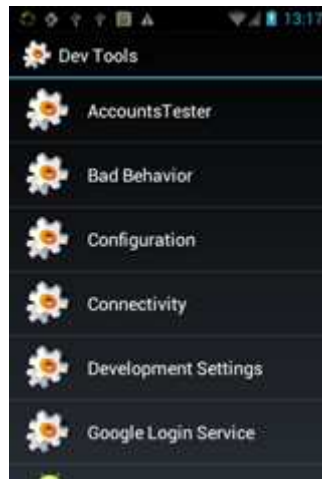 13:17
Dev Tools
AccountsTester
Bad Behavior
Configuration
Connectivity
Development Settings
Google Login Service